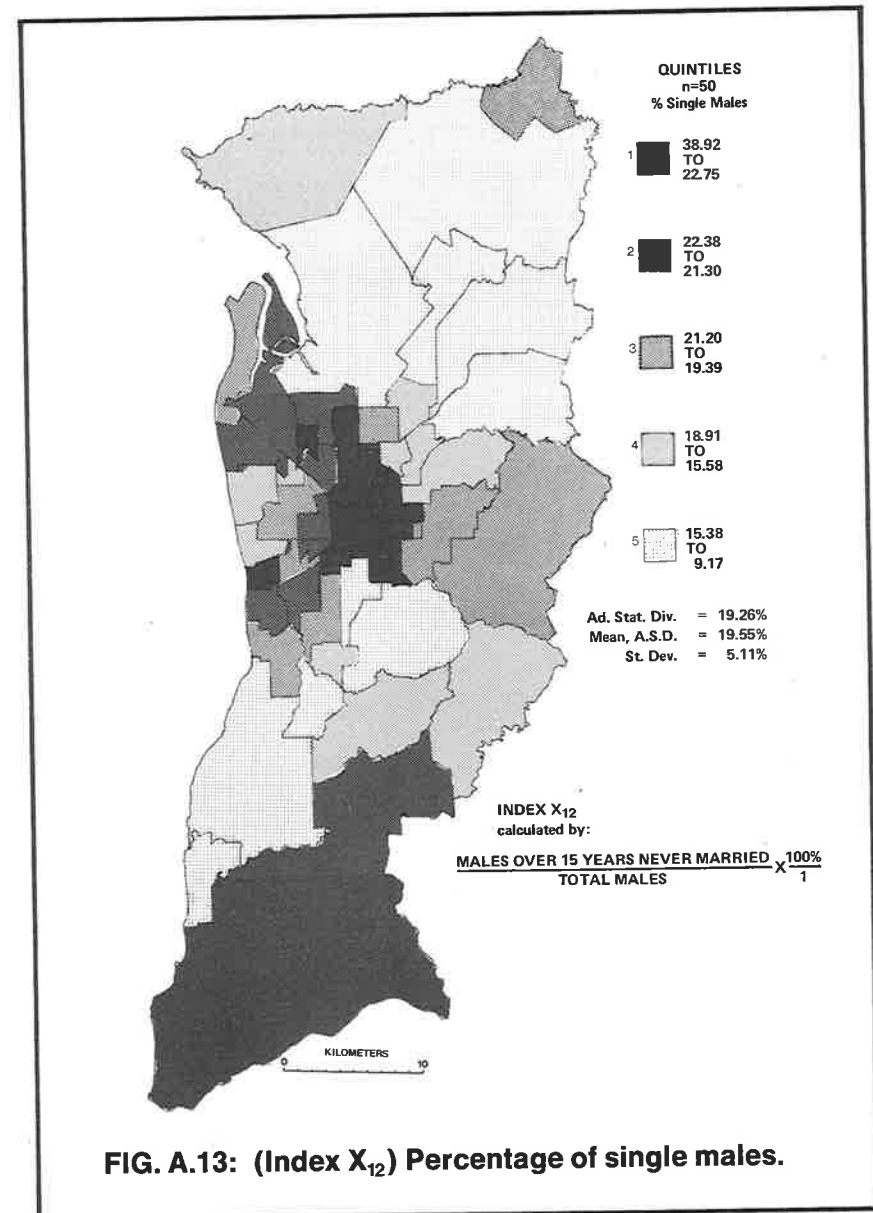 QUINTILES
n=50
% Single Males
1 38.92
TO
22.75
2 22.38
TO
21.30
3 21.20
TO
19.39
4 18.91
TO
15.58
5 15.38
TO
9.17
Ad. Stat. Div. = 19.26%
Mean, A.S.D. = 19.55%
St. Dev. = 5.11%
INDEX X₁₂
calculated by:
MALES OVER 15 YEARS NEVER MARRIED X 100%
TOTAL MALES 1
KILOMETERS
0 10
FIG. A.13: (Index X₁₂) Percentage of single males.